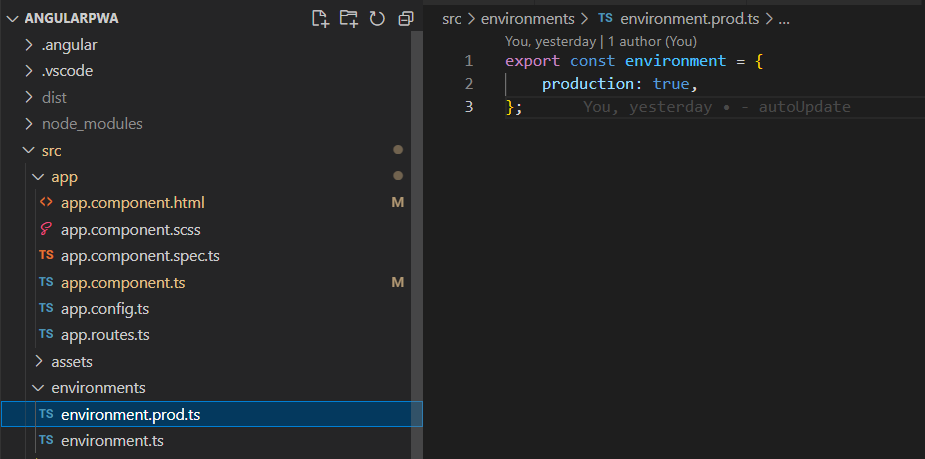 ANGULARPWA
.angular
.vscode
dist
node_modules
src
app
app.component.html M
app.component.scss
TS app.component.spec.ts
TS app.component.ts M
TS app.config.ts
TS app.routes.ts
assets
environments
TS environment.prod.ts
TS environment.ts
src > environments > TS environment.prod.ts > ...
You, yesterday | 1 author (You)
1 export const environment = {
2 production: true,
3 }; You, yesterday • - autoUpdate